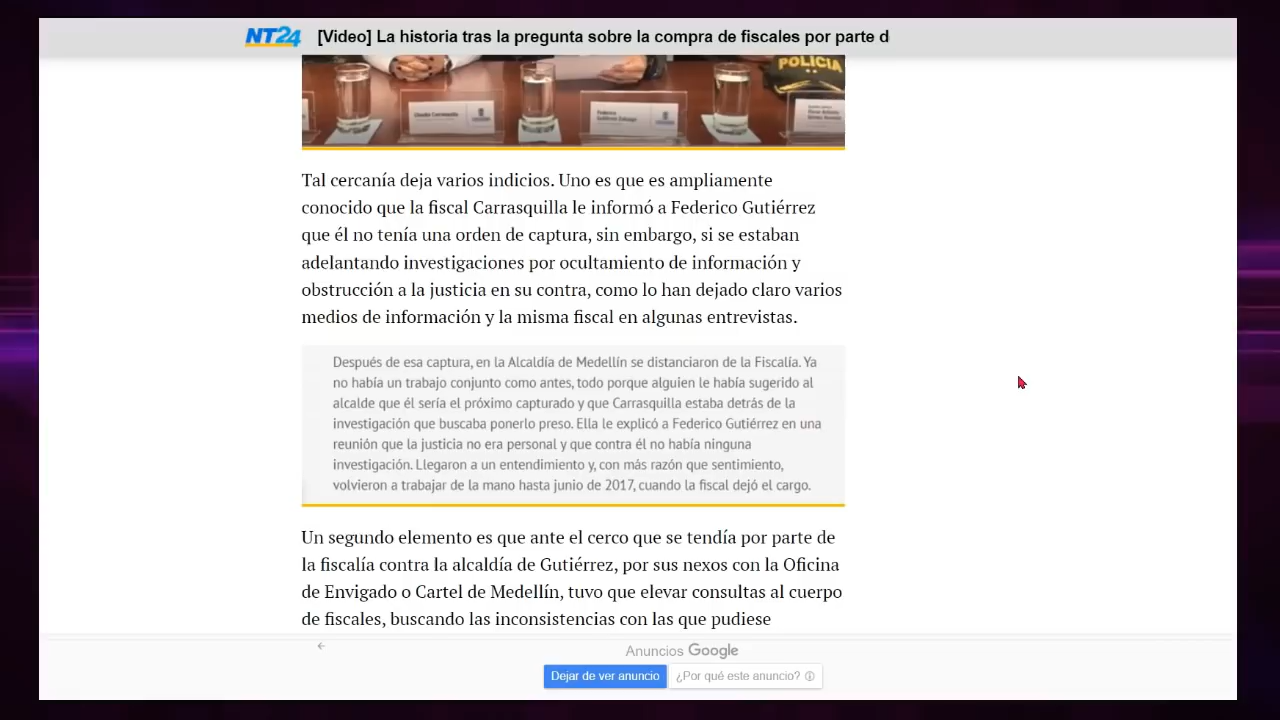 NT24 [Video] La historia tras la pregunta sobre la compra de fiscales por parte d
POLICIA
Claudia Carrasquilla
Federico
Gutiérrez Zuluaga
Tal cercanía deja varios indicios. Uno es que es ampliamente
conocido que la fiscal Carrasquilla le informó a Federico Gutiérrez
que él no tenía una orden de captura, sin embargo, si se estaban
adelantando investigaciones por ocultamiento de información y
obstrucción a la justicia en su contra, como lo han dejado claro varios
medios de información y la misma fiscal en algunas entrevistas.
Después de esa captura, en la Alcaldía de Medellín se distanciaron de la Fiscalía. Ya
no había un trabajo conjunto como antes, todo porque alguien le había sugerido al
alcalde que él sería el próximo capturado y que Carrasquilla estaba detrás de la
investigación que buscaba ponerlo preso. Ella le explicó a Federico Gutiérrez en una
reunión que la justicia no era personal y que contra él no había ninguna
investigación. Llegaron a un entendimiento y, con más razón que sentimiento,
volvieron a trabajar de la mano hasta junio de 2017, cuando la fiscal dejó el cargo.
Un segundo elemento es que ante el cerco que se tendía por parte de
la fiscalía contra la alcaldía de Gutiérrez, por sus nexos con la Oficina
de Envigado o Cartel de Medellín, tuvo que elevar consultas al cuerpo
de fiscales, buscando las inconsistencias con las que pudiese
Anuncios Google
Dejar de ver anuncio ¿Por qué este anuncio?